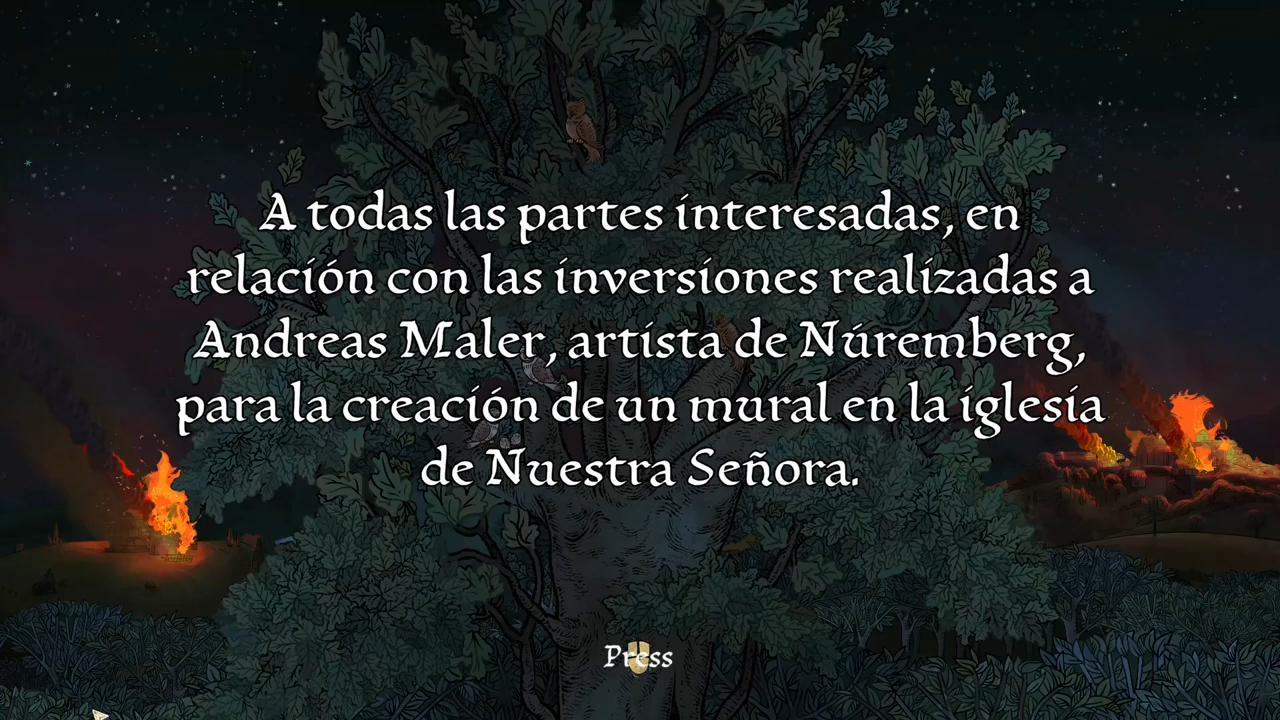 A todas las partes interesadas, en
relación con las inversiones realizadas a
Andreas Maler, artista de Núremberg,
para la creación de un mural en la iglesia
de Nuestra Señora.
Press